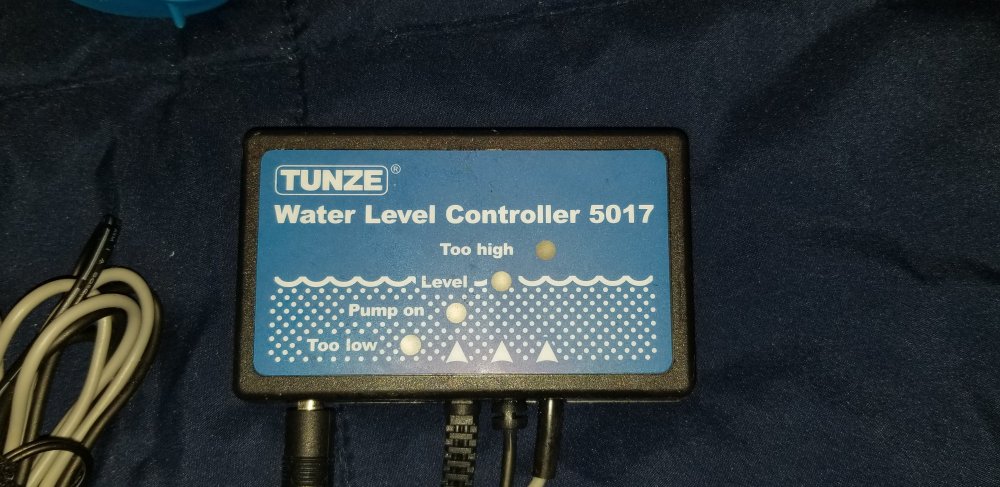 TUNZE®
Water Level Controller 5017
Too high
Level
Pump on
Too low